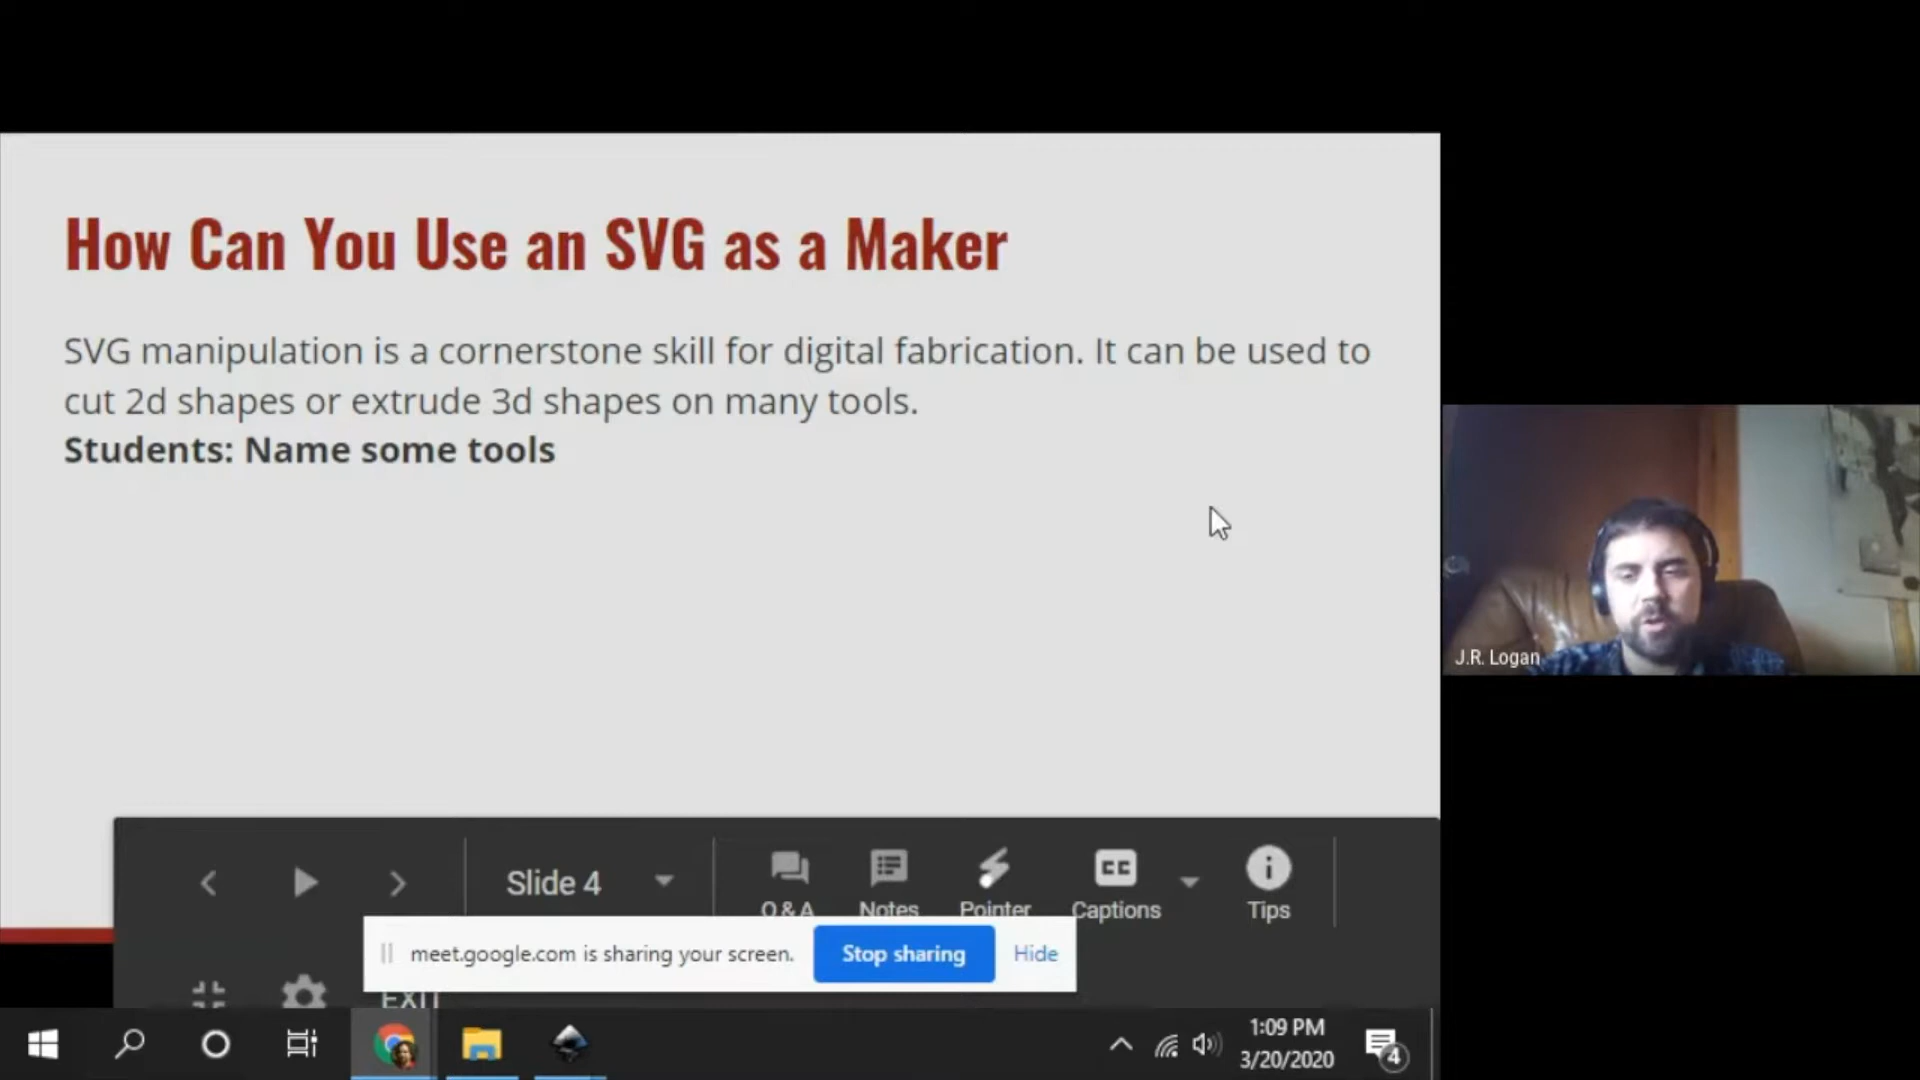 How Can You Use an SVG as a Maker
SVG manipulation is a cornerstone skill for digital fabrication. It can be used to
cut 2d shapes or extrude 3d shapes on many tools.
Students: Name some tools
J.R. Logan
Slide 4
Q & A
Notes
Pointer
CC
Captions
Tips
meet.google.com is sharing your screen.
Stop sharing
Hide
EXIT
1:09 PM
3/20/2020
4